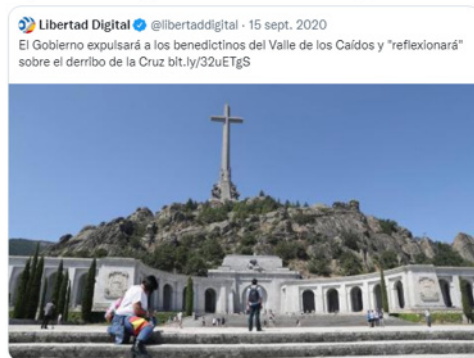 Libertad Digital @libertaddigital · 15 sept. 2020
El Gobierno expulsará a los benedictinos del Valle de los Caídos y "reflexionará"
sobre el derribo de la Cruz bit.ly/32uETgS